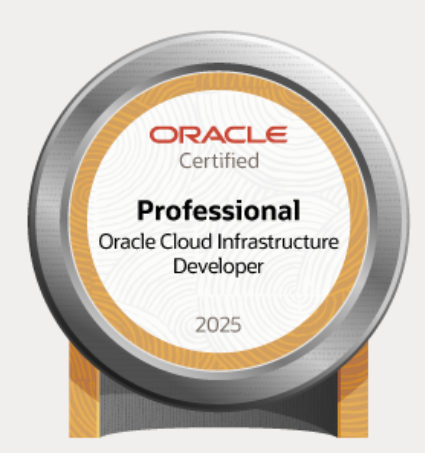 ORACLE
Certified
Professional
Oracle Cloud Infrastructure
Developer
2025